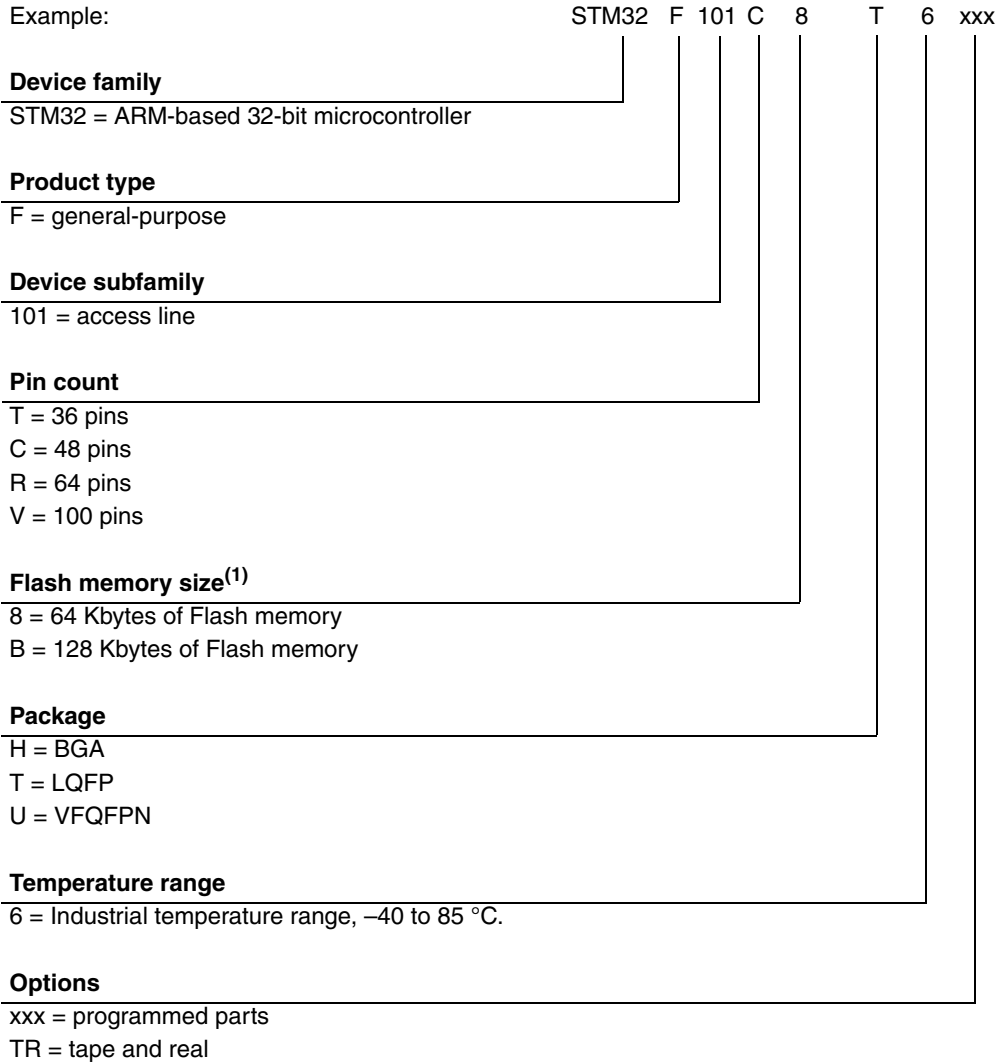 Example: STM32 F 101 C 8 T 6 xxx
Device family
STM32 = ARM-based 32-bit microcontroller
Product type
F = general-purpose
Device subfamily
101 = access line
Pin count
T = 36 pins
C = 48 pins
R = 64 pins
V = 100 pins
Flash memory size(1)
8 = 64 Kbytes of Flash memory
B = 128 Kbytes of Flash memory
Package
H = BGA
T = LQFP
U = VFQFPN
Temperature range
6 = Industrial temperature range, –40 to 85 °C.
Options
xxx = programmed parts
TR = tape and real